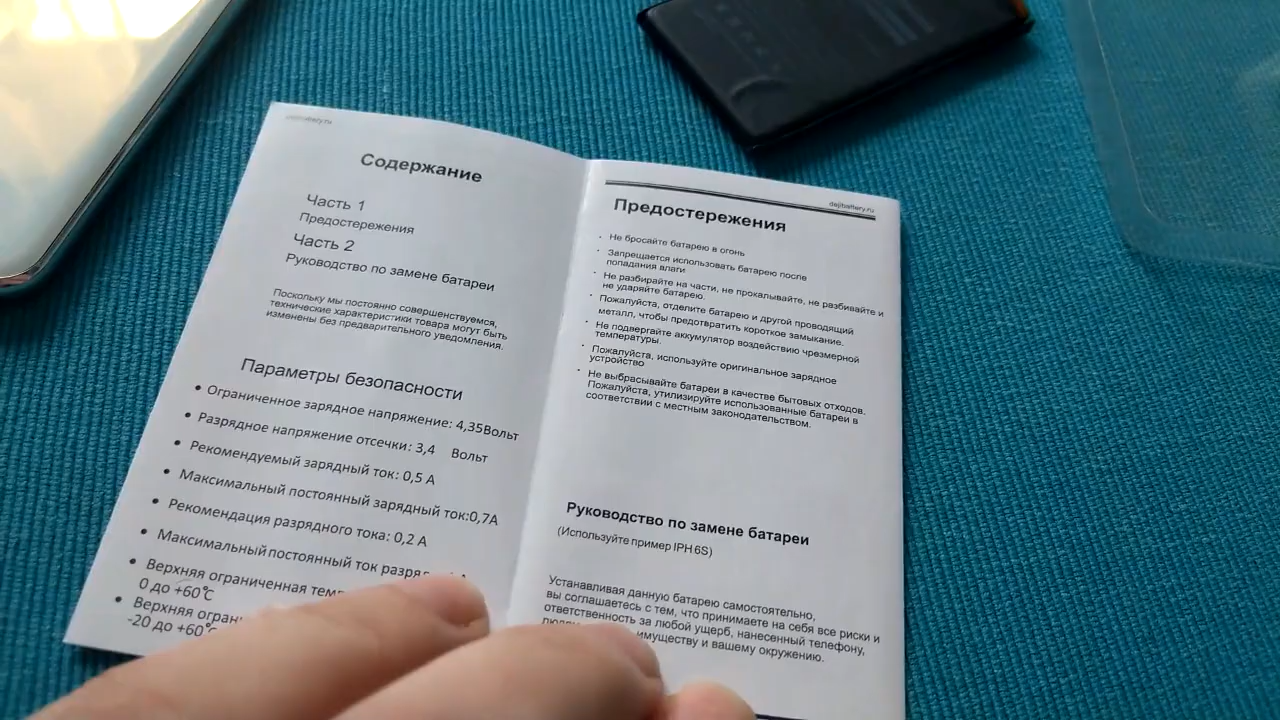 Содержание
Часть 1
Предостережения
Часть 2
Руководство по замене батареи
Поскольку мы постоянно совершенствуемся,
технические характеристики товара могут быть
изменены без предварительного уведомления.
Параметры безопасности
• Ограниченное зарядное напряжение: 4,35Вольт
• Разрядное напряжение отсечки: 3,4 Вольт
• Рекомендуемый зарядный ток: 0,5 А
• Максимальный постоянный зарядный ток:0,7А
• Рекомендация разрядного тока: 0,2 А
• Максимальный постоянный ток
• Верхняя ограниченная
0 до +60℃
• Верхняя
-20 до +60
dejibattery.ru
Предостережения
· Не бросайте батарею в огонь
· Запрещается использовать батарею после
попадания влаги
· Не разбирайте на части, не прокалывайте, не разбивайте и
не ударяйте батарею.
· Пожалуйста, отделите батарею и другой проводящий
металл, чтобы предотвратить короткое замыкание.
· Не подвергайте аккумулятор воздействию чрезмерной
температуры.
· Пожалуйста, используйте оригинальное зарядное
устройство
· Не выбрасывайте батареи в качестве бытовых отходов.
Пожалуйста, утилизируйте использованные батареи в
соответствии с местным законодательством.
Руководство по замене батареи
(Используйте пример IPH 6S)
Устанавливая данную батарею самостоятельно,
вы соглашаетесь с тем, что принимаете на себя все риски и
ответственность за любой ущерб, нанесенный телефону,
имуществу и вашему окружению.